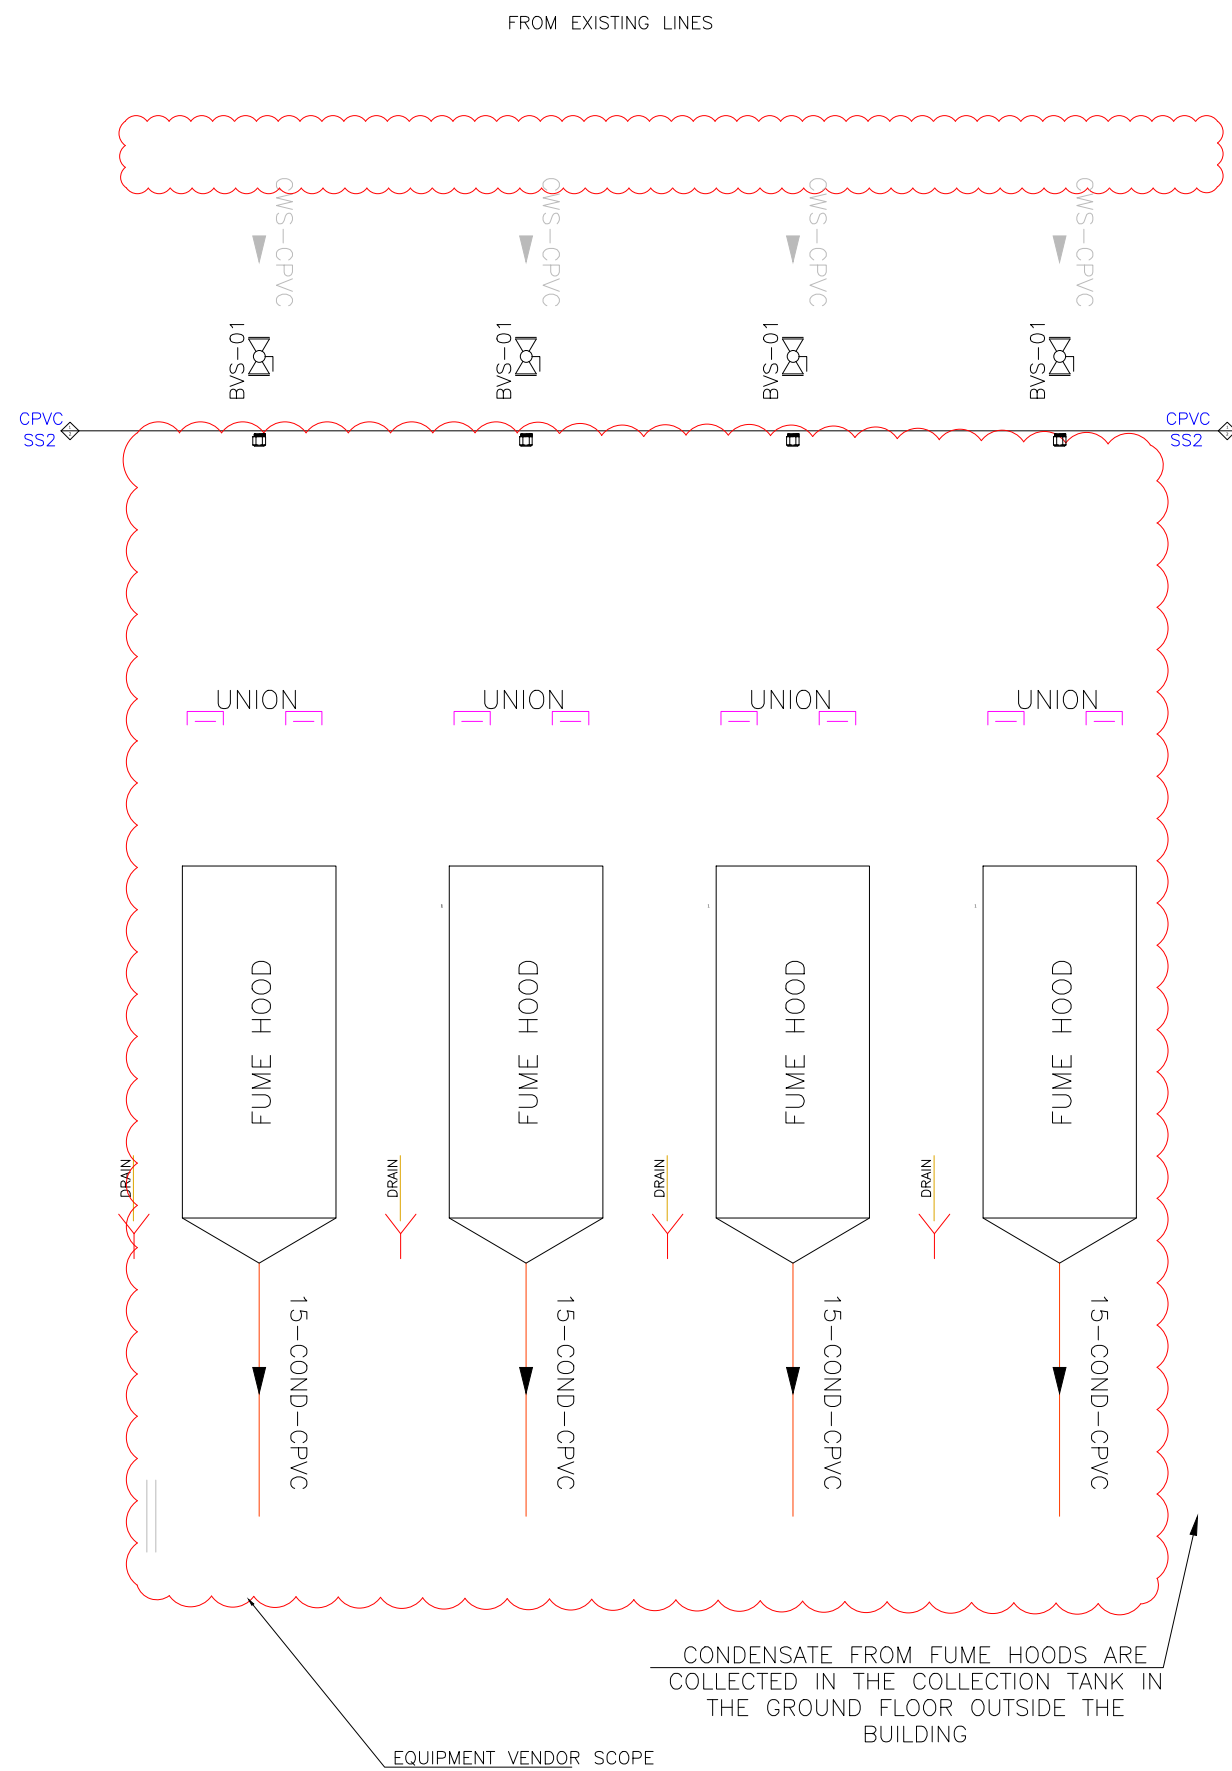 FROM EXISTING LINES
CWS-CPVC
CWS-CPVC
CWS-CPVC
CWS-CPVC
BVS-01
BVS-01
BVS-01
BVS-01
CPVC
SS2
CPVC
SS2
UNION
UNION
UNION
UNION
FUME HOOD
FUME HOOD
FUME HOOD
FUME HOOD
DRAIN
DRAIN
DRAIN
DRAIN
15-COND-CPVC
15-COND-CPVC
15-COND-CPVC
15-COND-CPVC
CONDENSATE FROM FUME HOODS ARE
COLLECTED IN THE COLLECTION TANK IN
THE GROUND FLOOR OUTSIDE THE
BUILDING
EQUIPMENT VENDOR SCOPE